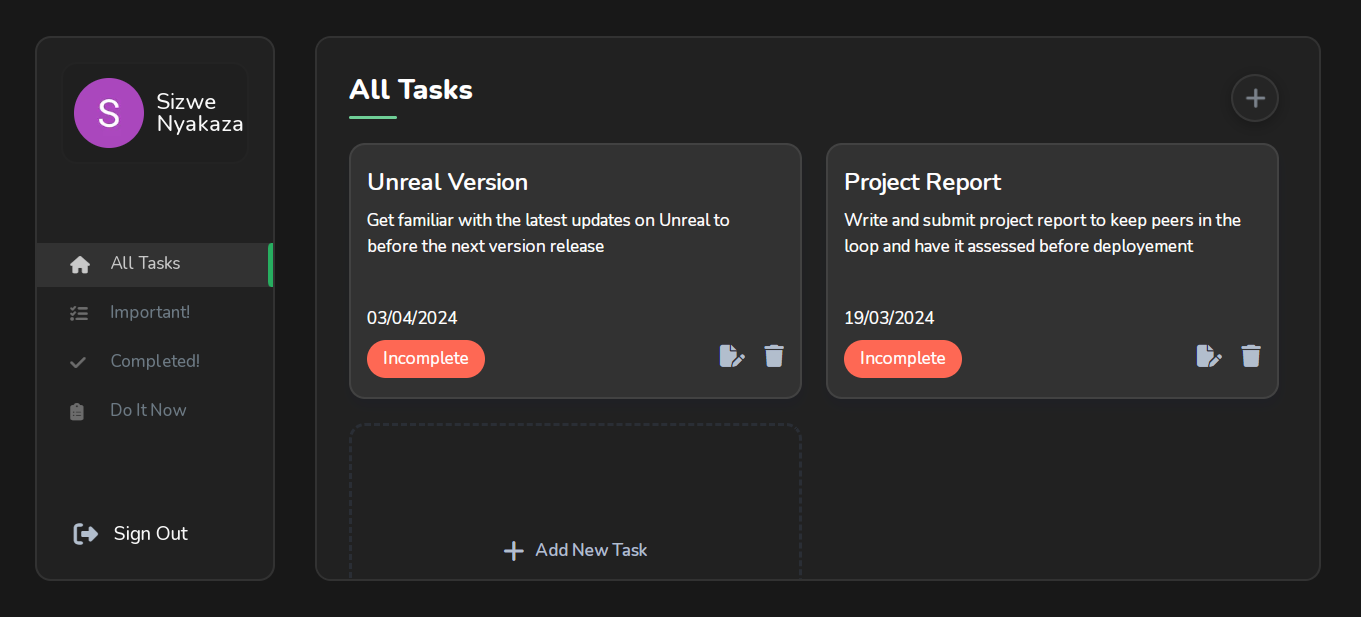 S
Sizwe
Nyakaza
All Tasks
Important!
Completed!
Do It Now
Sign Out
All Tasks
Unreal Version
Get familiar with the latest updates on Unreal to
before the next version release
03/04/2024
Incomplete
Project Report
Write and submit project report to keep peers in the
loop and have it assessed before deployement
19/03/2024
Incomplete
Add New Task